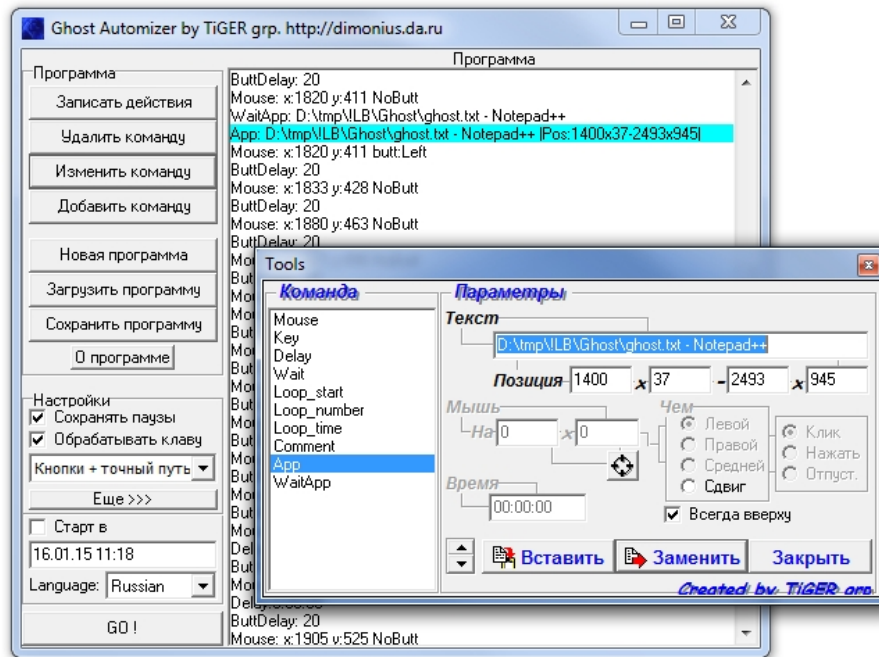 Ghost Automizer by TiGER grp. http://dimonius.da.ru
Программа
Записать действия
Удалить команду
Изменить команду
Добавить команду
Новая программа
Загрузить программу
Сохранить программу
О программе
Настройки
Сохранять паузы
Обрабатывать клаву
Кнопки + точный путь
Еще >>>
Старт в
16.01.15 11:18
Language: Russian
GO !
Программа
ButtDelay: 20
Mouse: x:1820 y:411 NoButt
WaitApp: D:\tmp\!LB\Ghost\ghost.txt - Notepad++
App: D:\tmp\!LB\Ghost\ghost.txt - Notepad++ |Pos:1400x37-2493x945|
Mouse: x:1820 y:411 butt:Left
ButtDelay: 20
Mouse: x:1833 y:428 NoButt
ButtDelay: 20
Mouse: x:1880 y:463 NoButt
ButtDelay: 20
ButtDelay: 20
Mouse: x:1905 y:525 NoButt
Tools
Команда
Mouse
Key
Delay
Wait
Loop_start
Loop_number
Loop_time
Comment
App
WaitApp
Параметры
Текст
D:\tmp\!LB\Ghost\ghost.txt - Notepad++
Позиция 1400 x 37 - 2493 x 945
Мышь
На 0 x 0
Чем
Левой
Правой
Средней
Сдвиг
Клик
Нажать
Отпуст.
Время
00:00:00
Всегда вверху
Вставить
Заменить
Закрыть
Created by TiGER grp